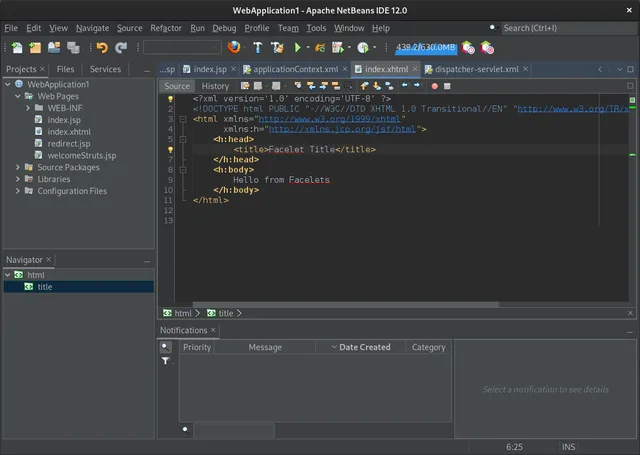 WebApplication1 - Apache NetBeans IDE 12.0
File Edit View Navigate Source Refactor Run Debug Profile Team Tools Window Help
Search (Ctrl+I)
439.2/630.0MB
Projects Files Services
...sp index.jsp applicationContext.xml index.xhtml dispatcher-servlet.xml
Source History
WebApplication1
Web Pages
WEB-INF
index.jsp
index.xhtml
redirect.jsp
welcomeStruts.jsp
Source Packages
Libraries
Configuration Files
<?xml version='1.0' encoding='UTF-8' ?>
<!DOCTYPE html PUBLIC "-//W3C//DTD XHTML 1.0 Transitional//EN" "http://www.w3.org/TR/x
3 <html xmlns="http://www.w3.org/1999/xhtml"
4 xmlns:h="http://xmlns.jcp.org/jsf/html">
5 <h:head>
<title>Facelet Title</title>
7 </h:head>
8 <h:body>
9 Hello from Facelets
10 </h:body>
11 </html>
12
13
Navigator
html
title
html title
Notifications
Priority Message Date Created Category
Select a notification to see details
6:25 INS